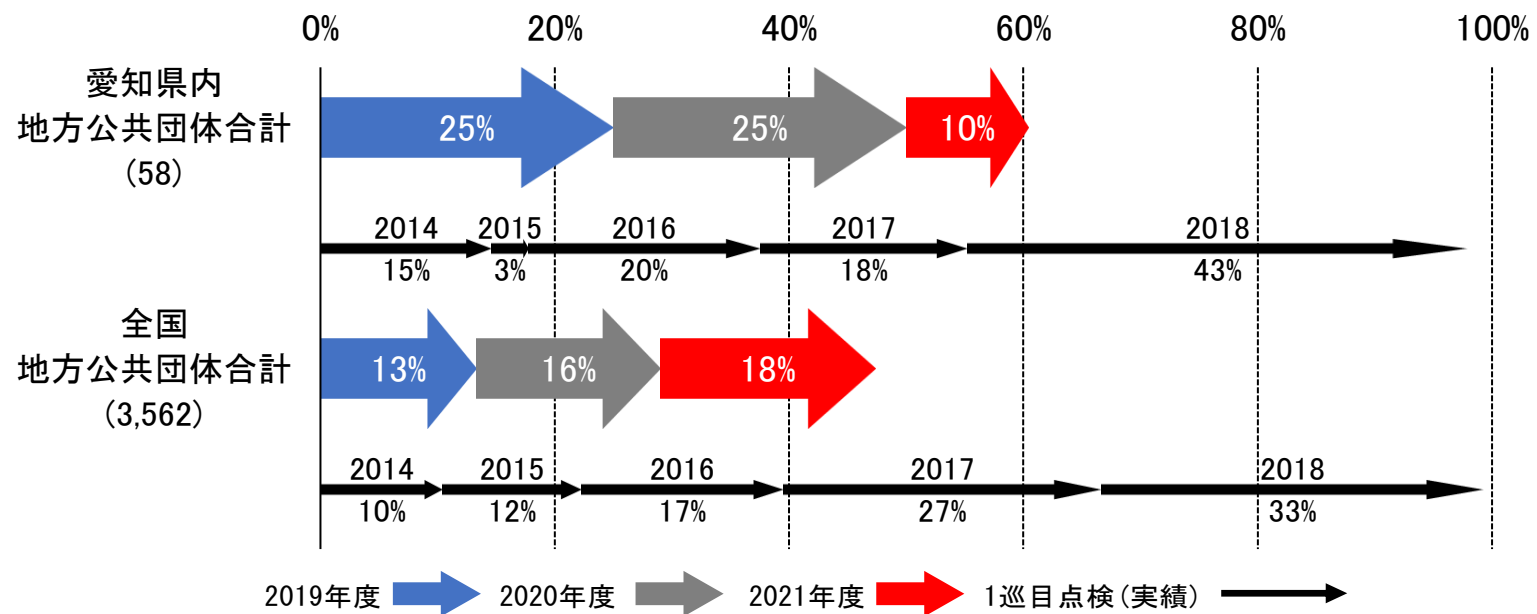 0% 20% 40% 60% 80% 100%
愛知県内
地方公共団体合計
(58)
25% 25% 10%
2014 2015 2016 2017 2018
15% 3% 20% 18% 43%
全国
地方公共団体合計
(3,562)
13% 16% 18%
2014 2015 2016 2017 2018
10% 12% 17% 27% 33%
2019年度 2020年度 2021年度 1巡目点検(実績)